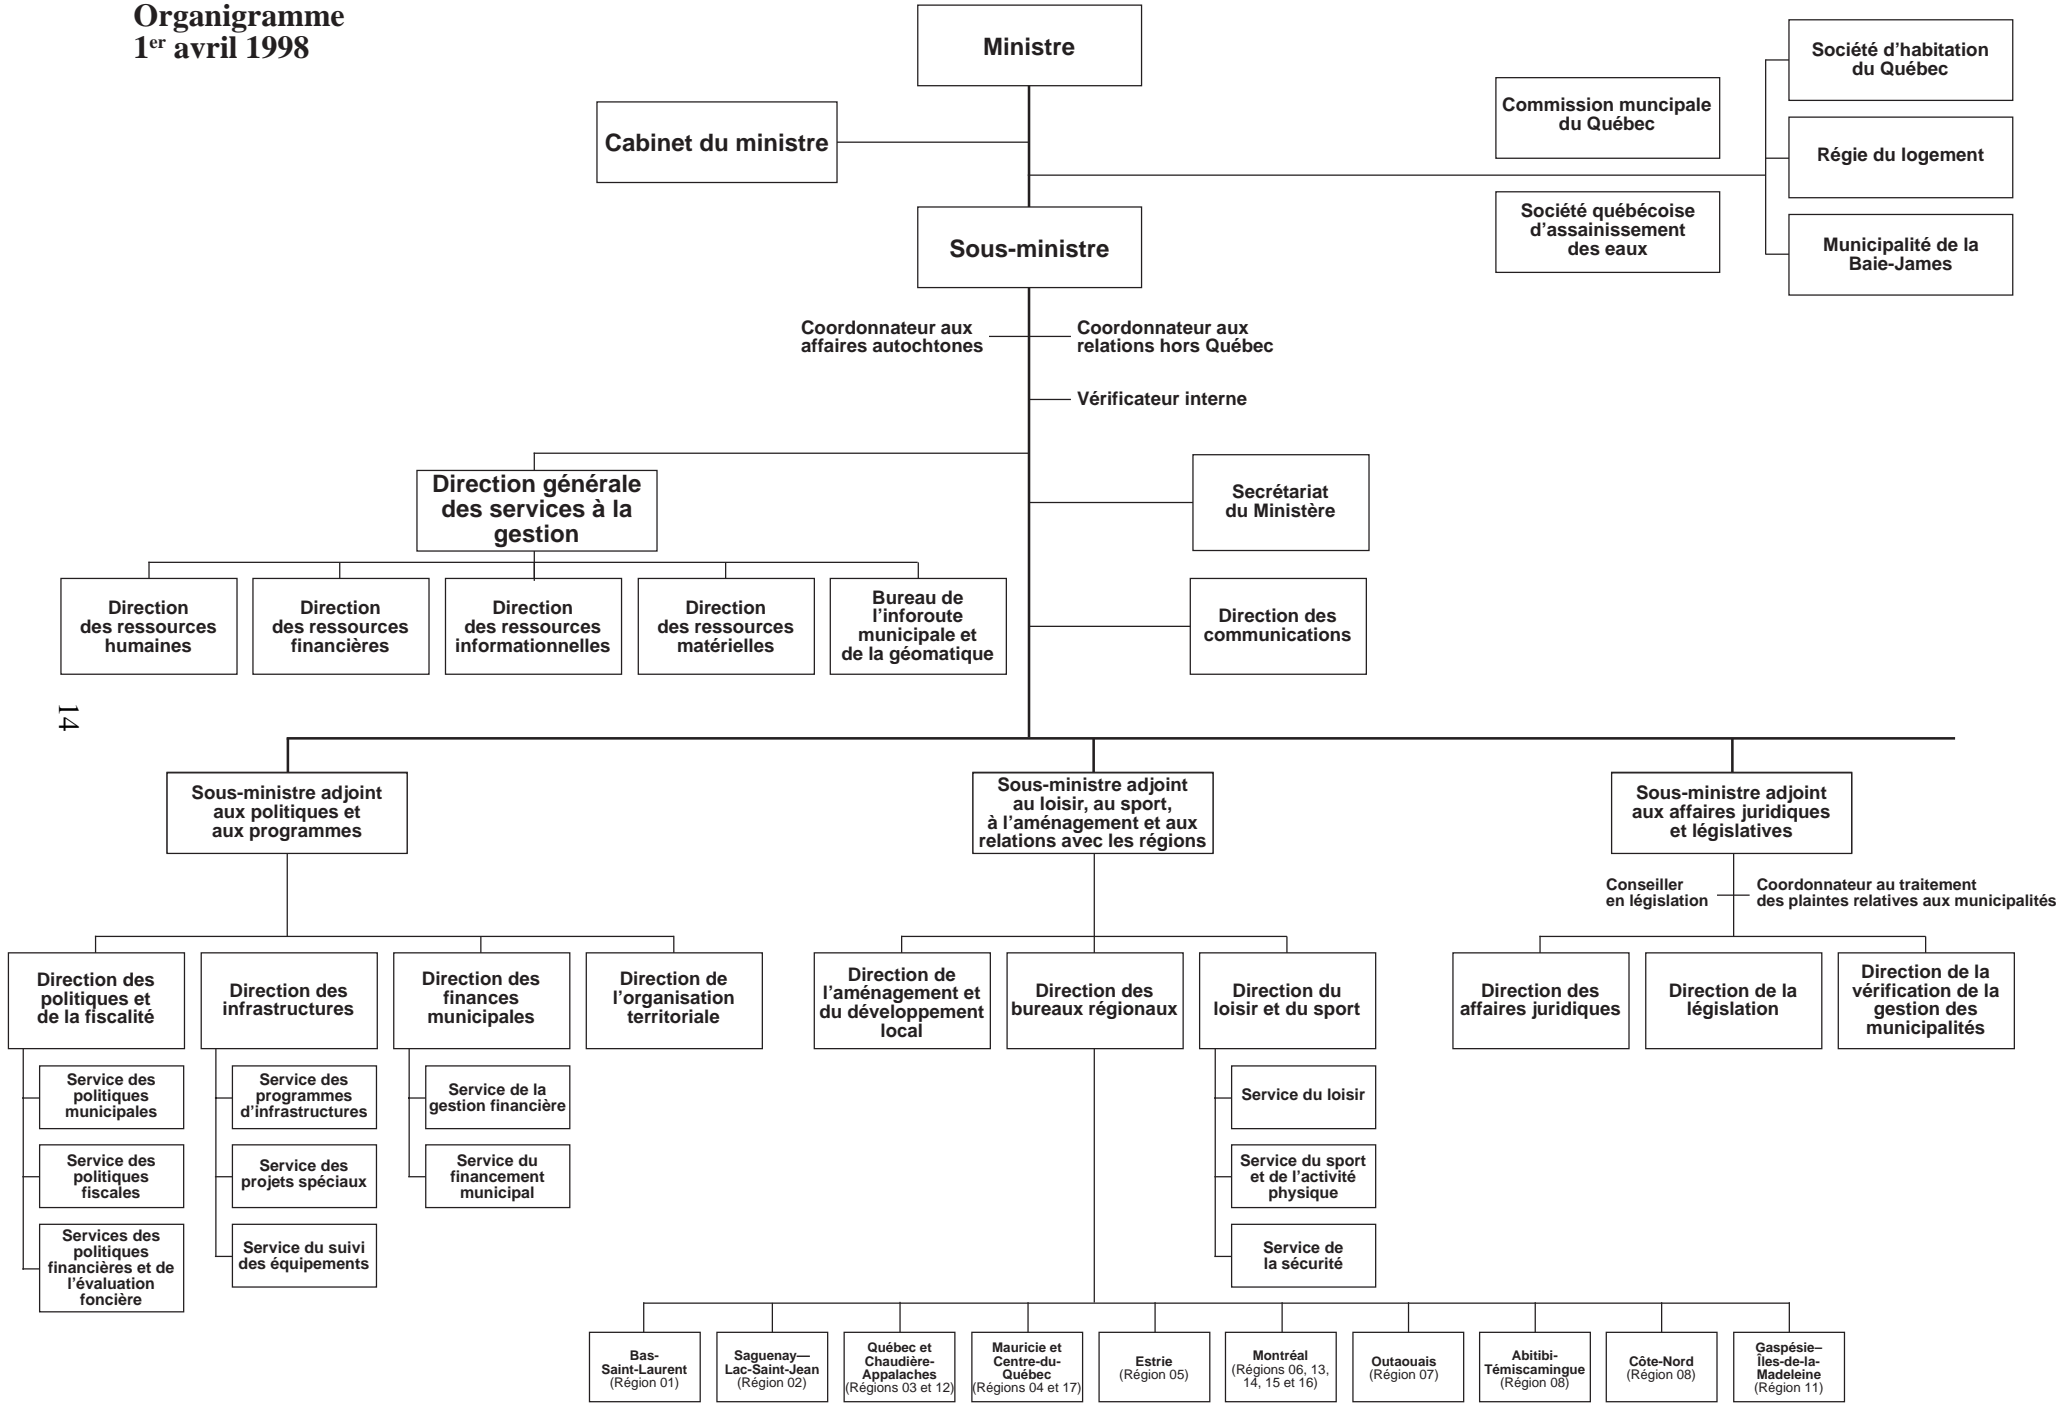 Organigramme
1er avril 1998
Ministre
Cabinet du ministre
Commission muncipale
du Québec
Société d'habitation
du Québec
Régie du logement
Société québécoise
d'assainissement
des eaux
Municipalité de la
Baie-James
Sous-ministre
Coordonnateur aux
affaires autochtones
Coordonnateur aux
relations hors Québec
Vérificateur interne
Direction générale
des services à la
gestion
Secrétariat
du Ministère
Direction
des ressources
humaines
Direction
des ressources
financières
Direction
des ressources
informationnelles
Direction
des ressources
matérielles
Bureau de
l'inforoute
municipale et
de la géomatique
Direction des
communications
14
Sous-ministre adjoint
aux politiques et
aux programmes
Sous-ministre adjoint
au loisir, au sport,
à l'aménagement et aux
relations avec les régions
Sous-ministre adjoint
aux affaires juridiques
et législatives
Conseiller
en législation
Coordonnateur au traitement
des plaintes relatives aux municipalités
Direction des
politiques et
de la fiscalité
Direction des
infrastructures
Direction des
finances
municipales
Direction de
l'organisation
territoriale
Direction de
l'aménagement et
du développement
local
Direction des
bureaux régionaux
Direction du
loisir et du sport
Direction des
affaires juridiques
Direction de la
législation
Direction de la
vérification de la
gestion des
municipalités
Service des
politiques
municipales
Service des
politiques
fiscales
Services des
politiques
financières et de
l'évaluation
foncière
Service des
programmes
d'infrastructures
Service des
projets spéciaux
Service du suivi
des équipements
Service de la
gestion financière
Service du
financement
municipal
Service du loisir
Service du sport
et de l'activité
physique
Service de
la sécurité
Bas-
Saint-Laurent
(Région 01)
Saguenay—
Lac-Saint-Jean
(Région 02)
Québec et
Chaudière-
Appalaches
(Régions 03 et 12)
Mauricie et
Centre-du-
Québec
(Régions 04 et 17)
Estrie
(Région 05)
Montréal
(Régions 06, 13,
14, 15 et 16)
Outaouais
(Région 07)
Abitibi-
Témiscamingue
(Région 08)
Côte-Nord
(Région 08)
Gaspésie–
Îles-de-la-
Madeleine
(Région 11)